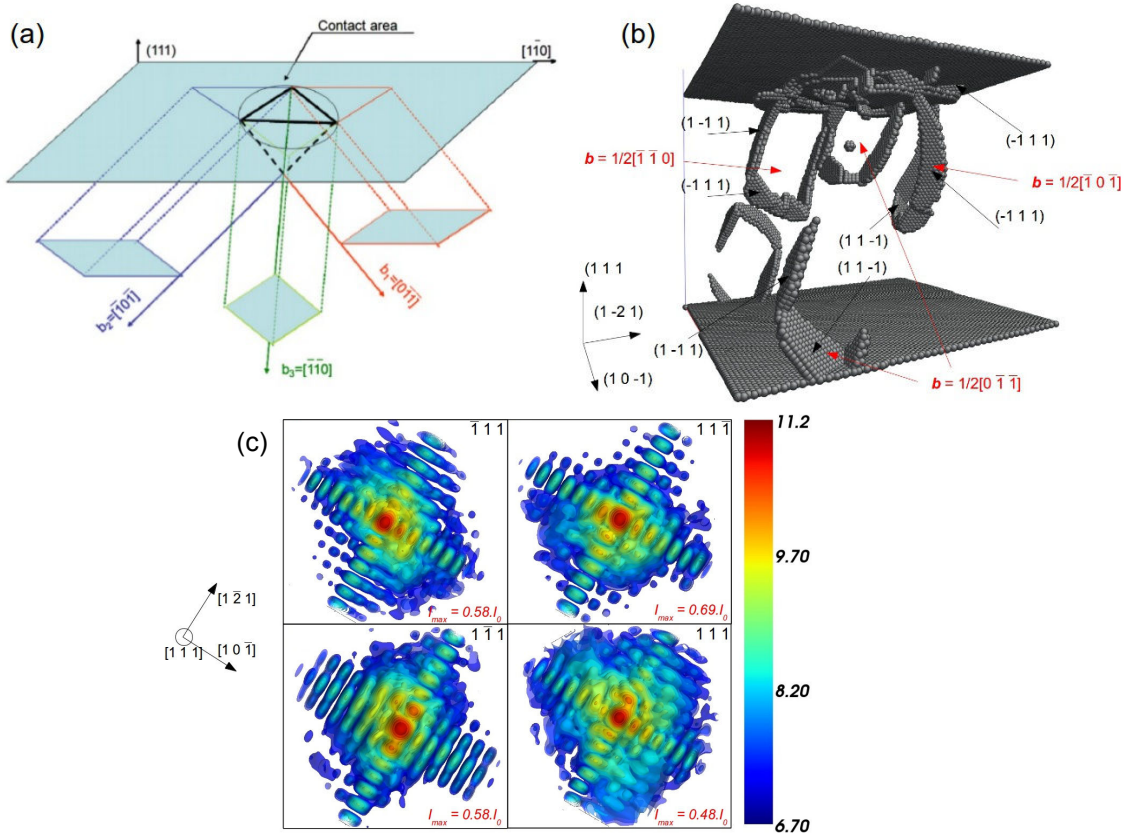 (a)
Contact area
(111)
[11̅0]
b₂=[1̅01̅]
b₃=[1̅1̅0]
b₁=[01̅1̅]
(b)
(1 -1 1)
b = 1/2[1̅ 1̅ 0]
(-1 1 1)
(-1 1 1)
b = 1/2[1̅ 0 1̅]
(-1 1 1)
(1 1 -1)
(1 1 1
(1 -2 1)
(1 0 -1)
(1 -1 1)
(1 1 -1)
b = 1/2[0 1̅ 1̅]
(c)
1̅ 1 1
I_max = 0.58.I_0
1 1 1̅
I_max = 0.69.I_0
1 1̅ 1
I_max = 0.58.I_0
1 1 1
I_max = 0.48.I_0
[1 2̅ 1]
[1 1 1]
[1 0 1̅]
11.2
9.70
8.20
6.70